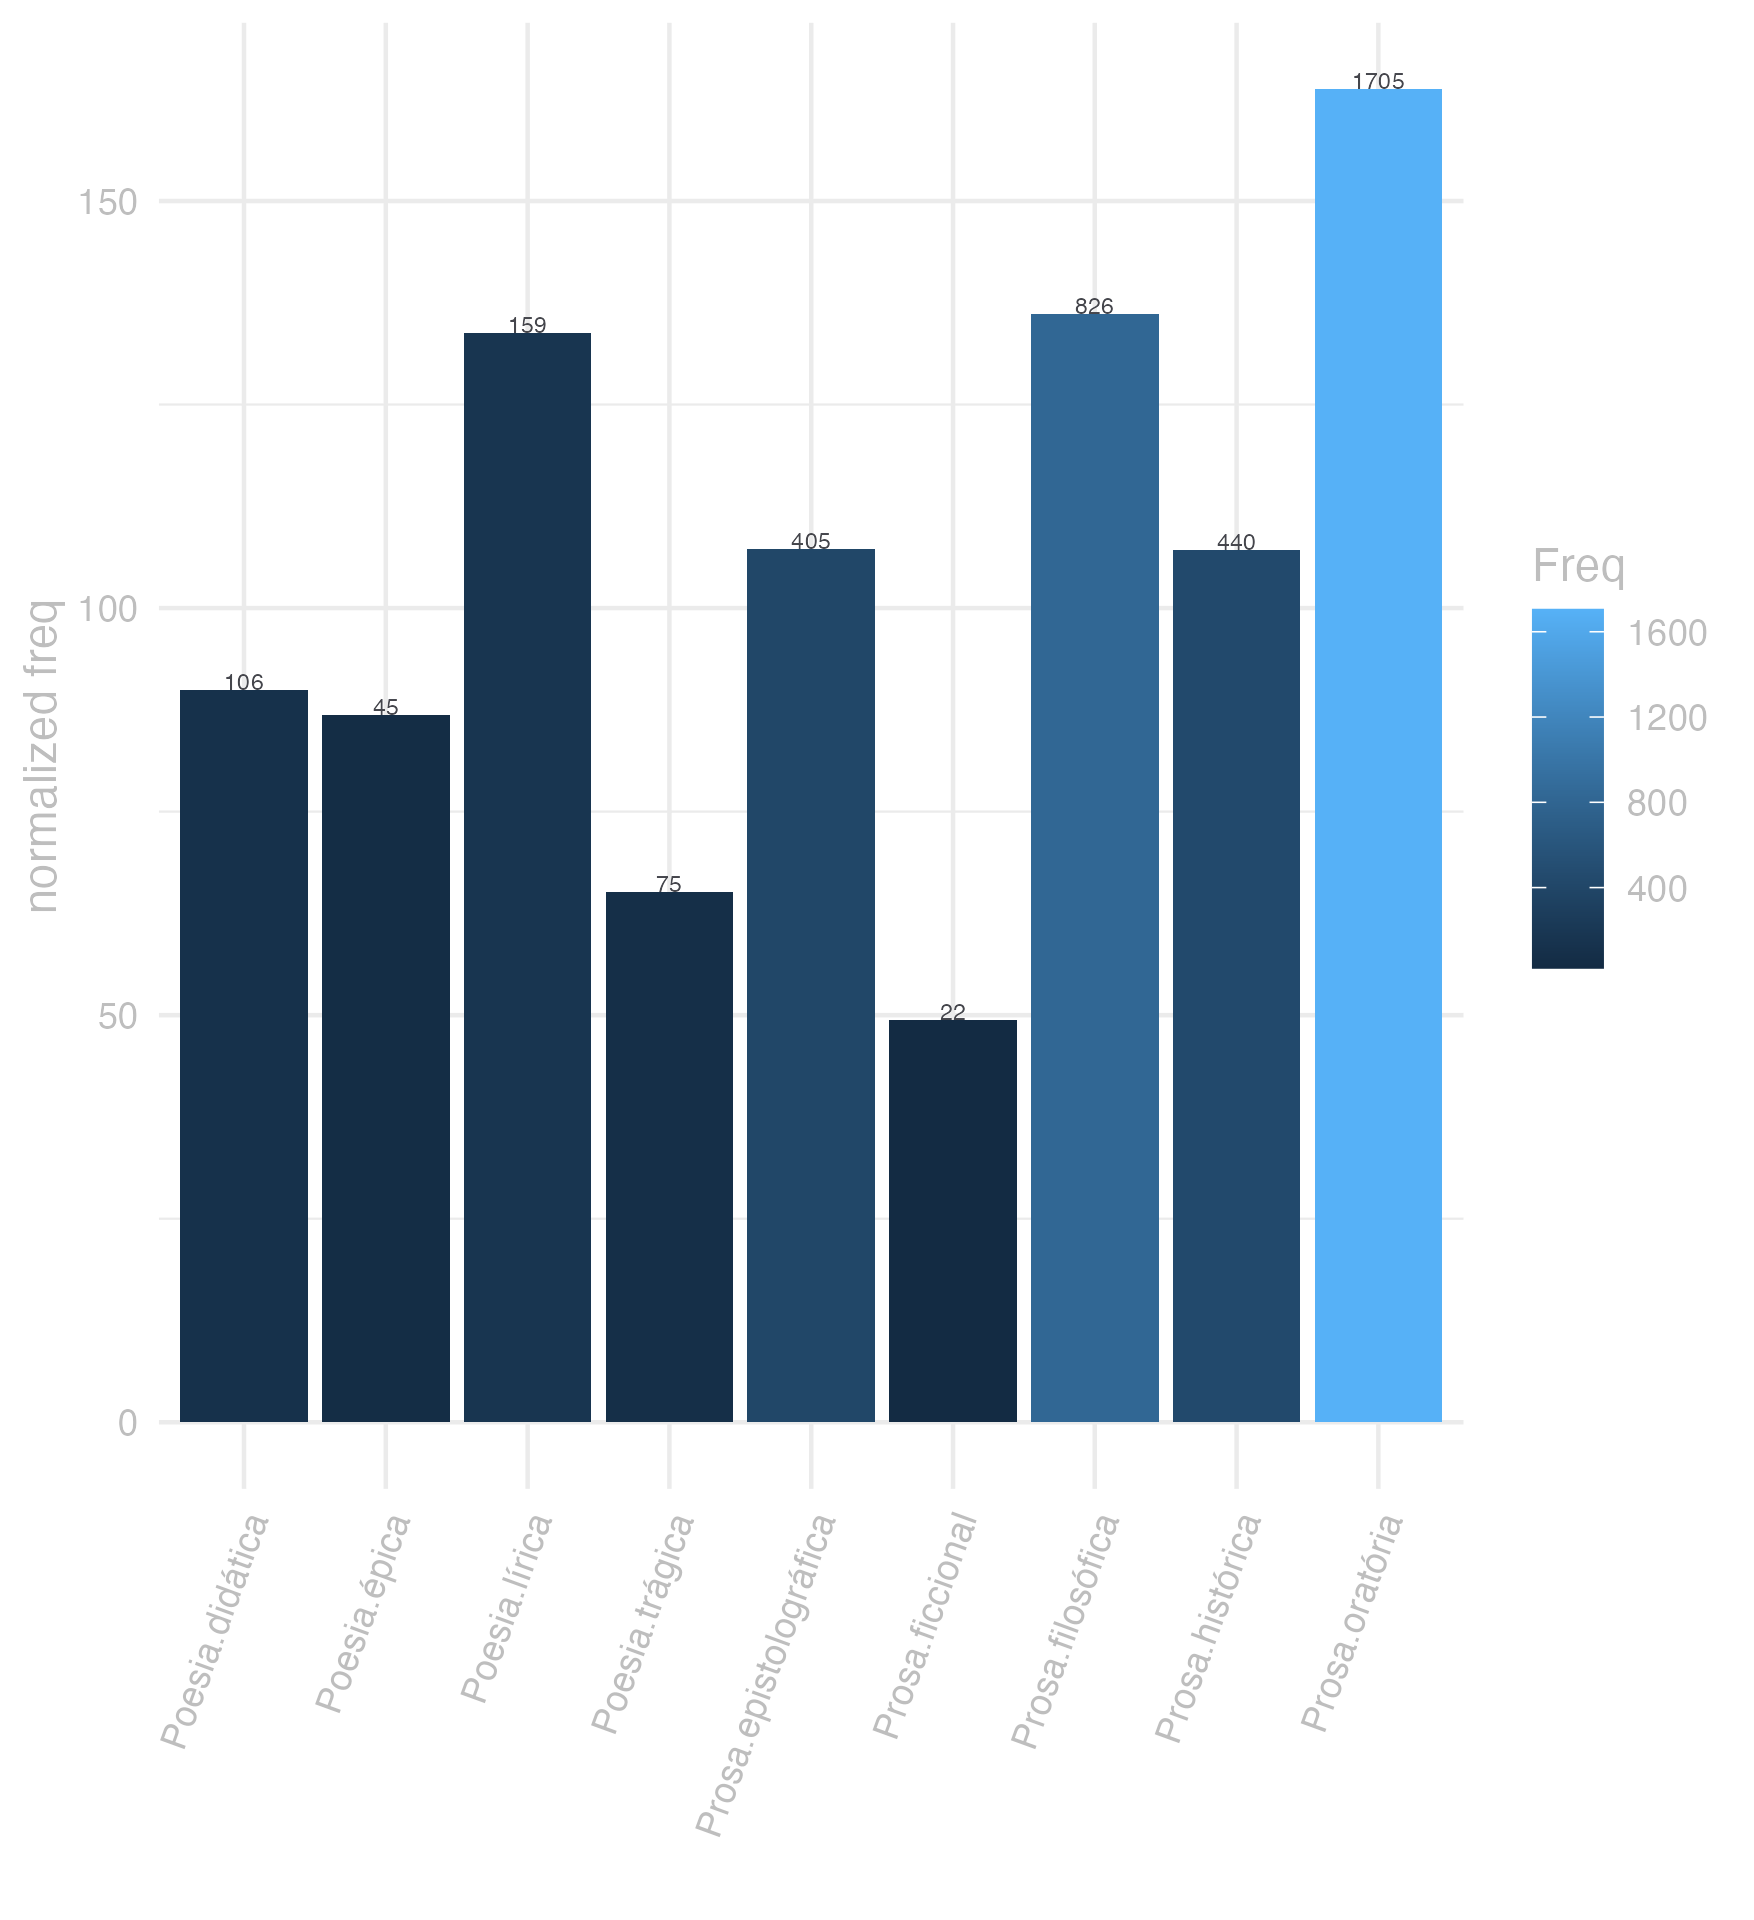 1705
150
826
159
405
440
Freq
1600
100
normalized freq
106
45
1200
800
75
400
22
50
0
Poesia.didática
Poesia.épica
Poesia.lírica
Poesia.trágica
Prosa.epistolográfica
Prosa.ficcional
Prosa.filosófica
Prosa.histórica
Prosa.oratória